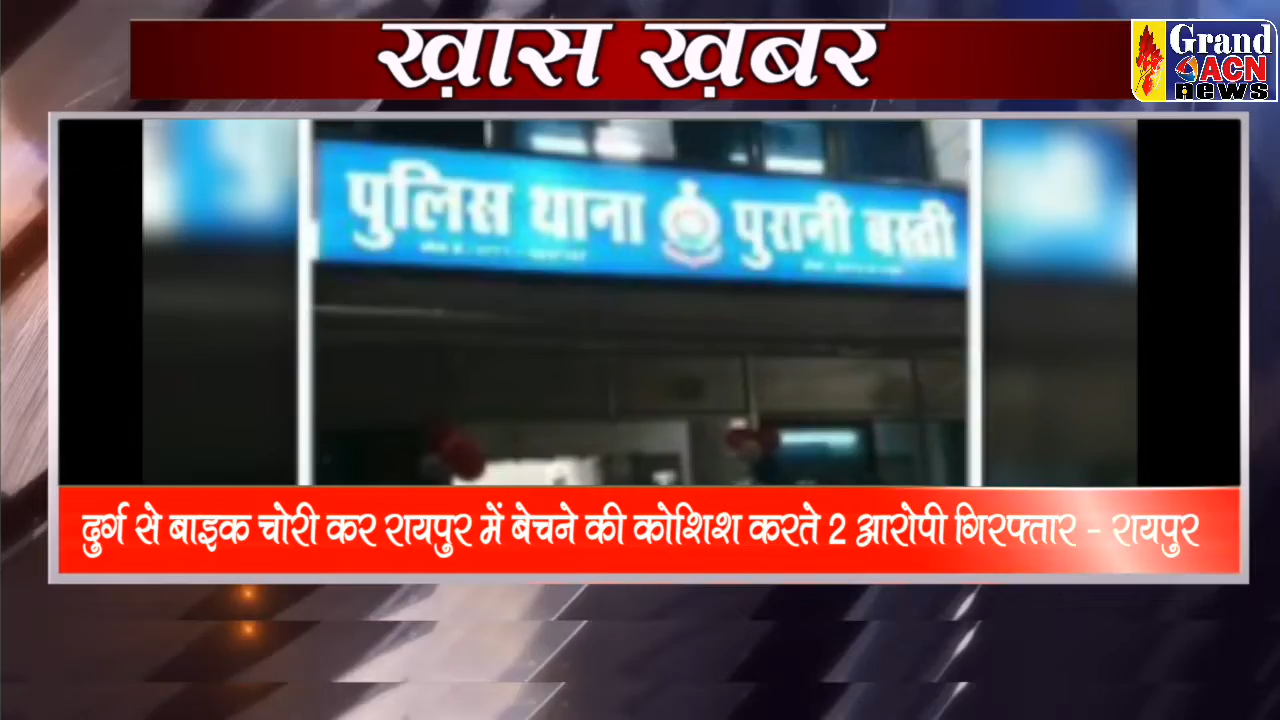 ख़ास ख़बर
Grand
ACN
news
पुलिस थाना पुरानी बस्ती
दुर्ग से बाइक चोरी कर रायपुर में बेचने की कोशिश करते 2 आरोपी गिरफ्तार - रायपुर